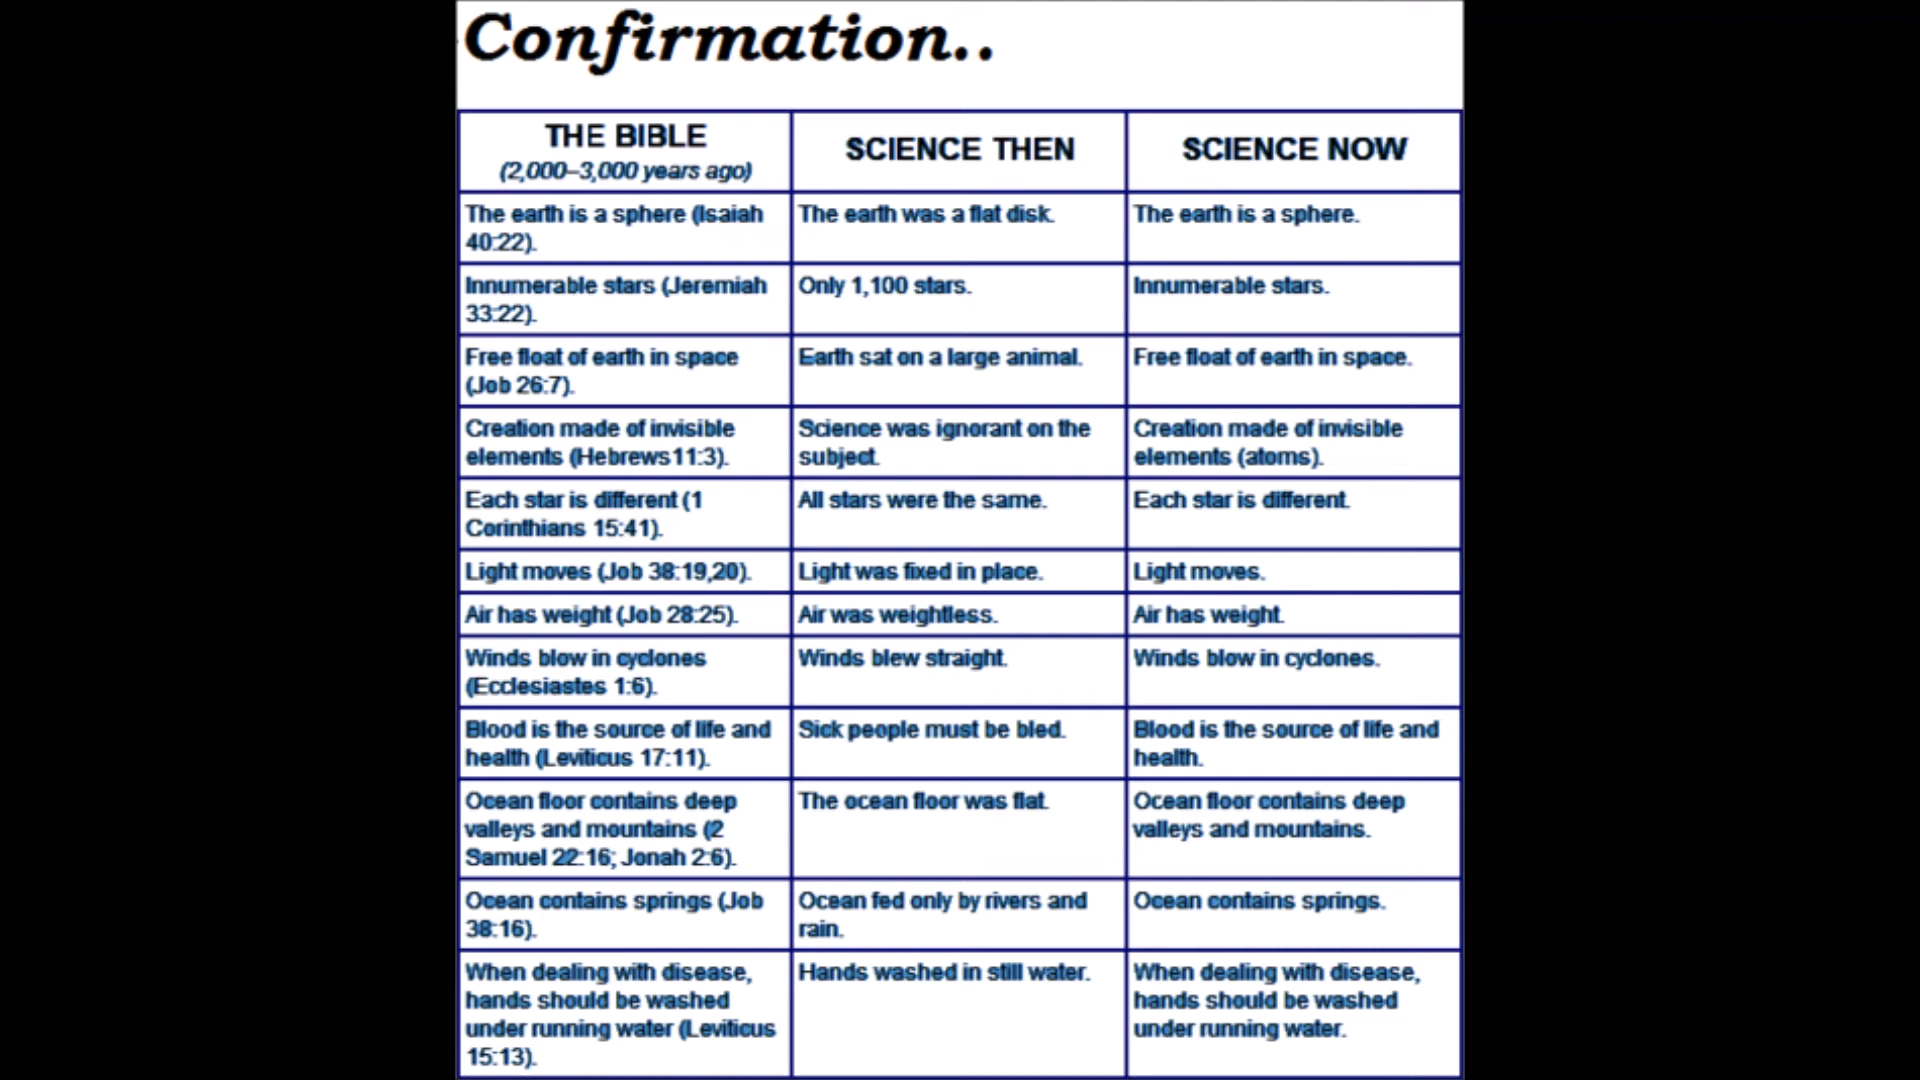 Confirmation..
THE BIBLE
(2,000–3,000 years ago)
SCIENCE THEN
SCIENCE NOW
The earth is a sphere (Isaiah
40:22).
The earth was a flat disk.
The earth is a sphere.
Innumerable stars (Jeremiah
33:22).
Only 1,100 stars.
Innumerable stars.
Free float of earth in space
(Job 26:7).
Earth sat on a large animal.
Free float of earth in space.
Creation made of invisible
elements (Hebrews 11:3).
Science was ignorant on the
subject.
Creation made of invisible
elements (atoms).
Each star is different (1
Corinthians 15:41).
All stars were the same.
Each star is different.
Light moves (Job 38:19,20).
Light was fixed in place.
Light moves.
Air has weight (Job 28:25).
Air was weightless.
Air has weight.
Winds blow in cyclones
(Ecclesiastes 1:6).
Winds blew straight.
Winds blow in cyclones.
Blood is the source of life and
health (Leviticus 17:11).
Sick people must be bled.
Blood is the source of life and
health.
Ocean floor contains deep
valleys and mountains (2
Samuel 22:16; Jonah 2:6).
The ocean floor was flat.
Ocean floor contains deep
valleys and mountains.
Ocean contains springs (Job
38:16).
Ocean fed only by rivers and
rain.
Ocean contains springs.
When dealing with disease,
hands should be washed
under running water (Leviticus
15:13).
Hands washed in still water.
When dealing with disease,
hands should be washed
under running water.